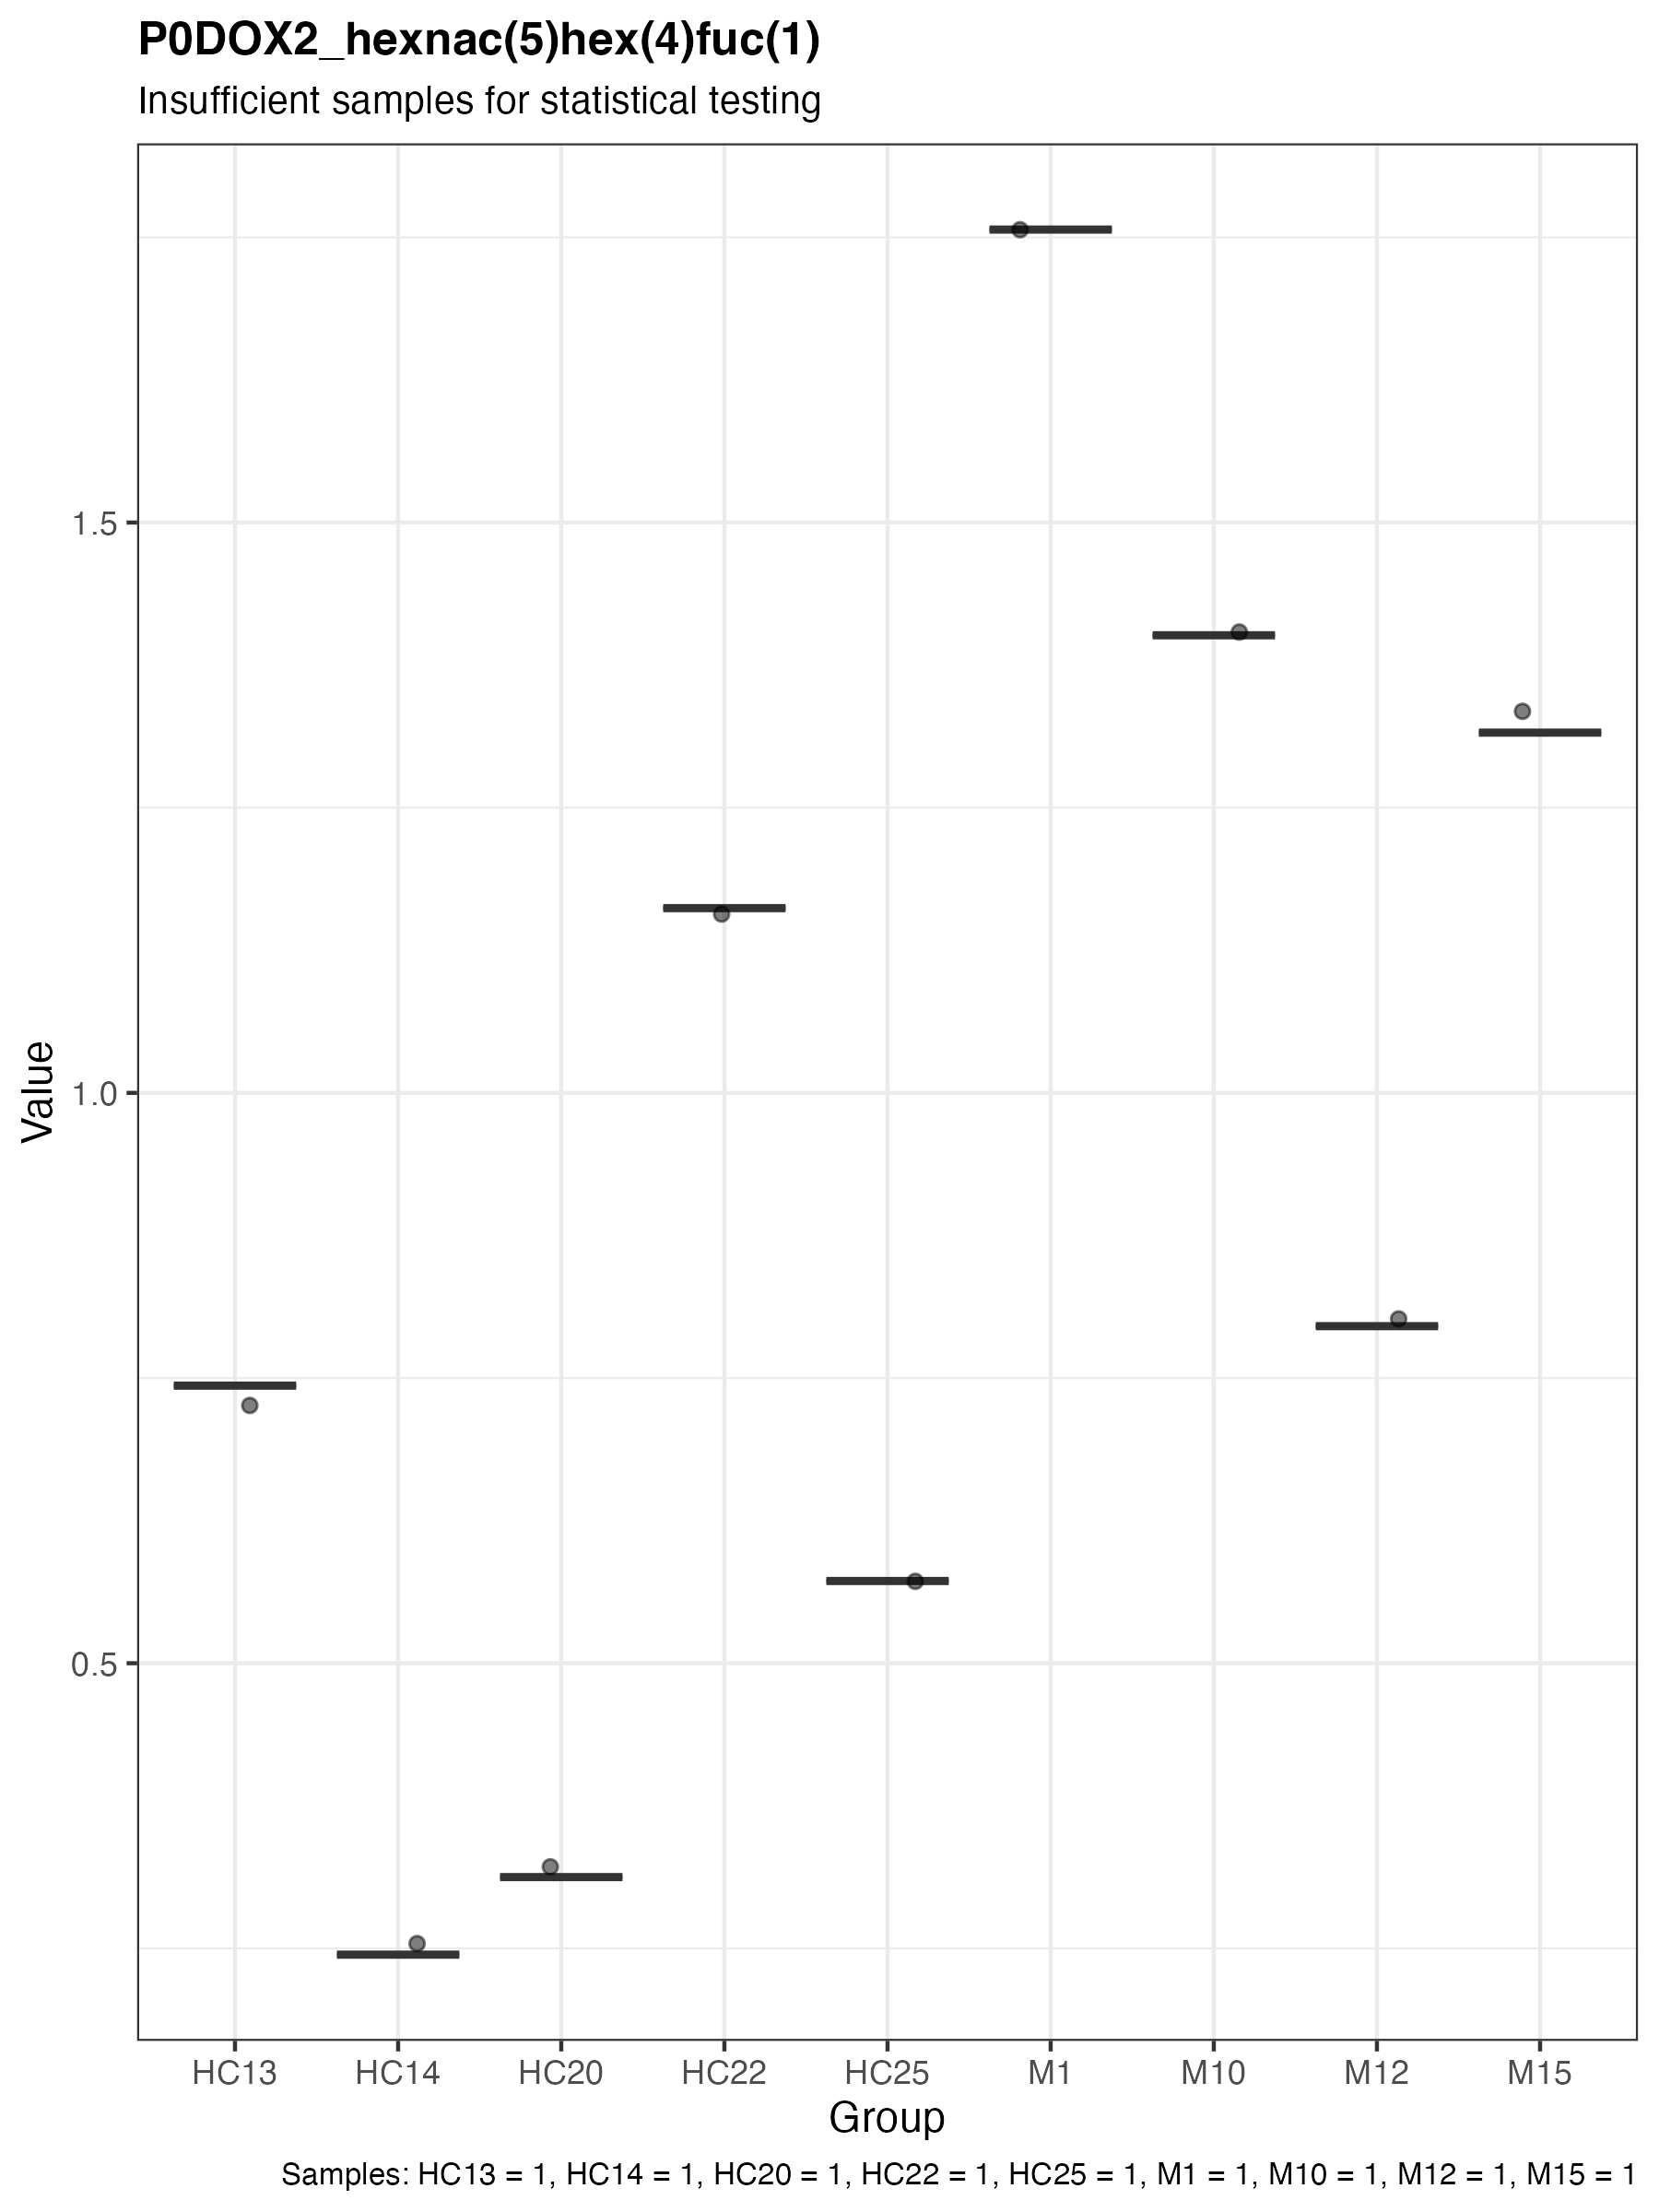 P0DOX2_hexnac(5)hex(4)fuc(1)
Insufficient samples for statistical testing
Value
1.5
1.0
0.5
HC13 HC14 HC20 HC22 HC25 M1 M10 M12 M15
Group
Samples: HC13 = 1, HC14 = 1, HC20 = 1, HC22 = 1, HC25 = 1, M1 = 1, M10 = 1, M12 = 1, M15 = 1